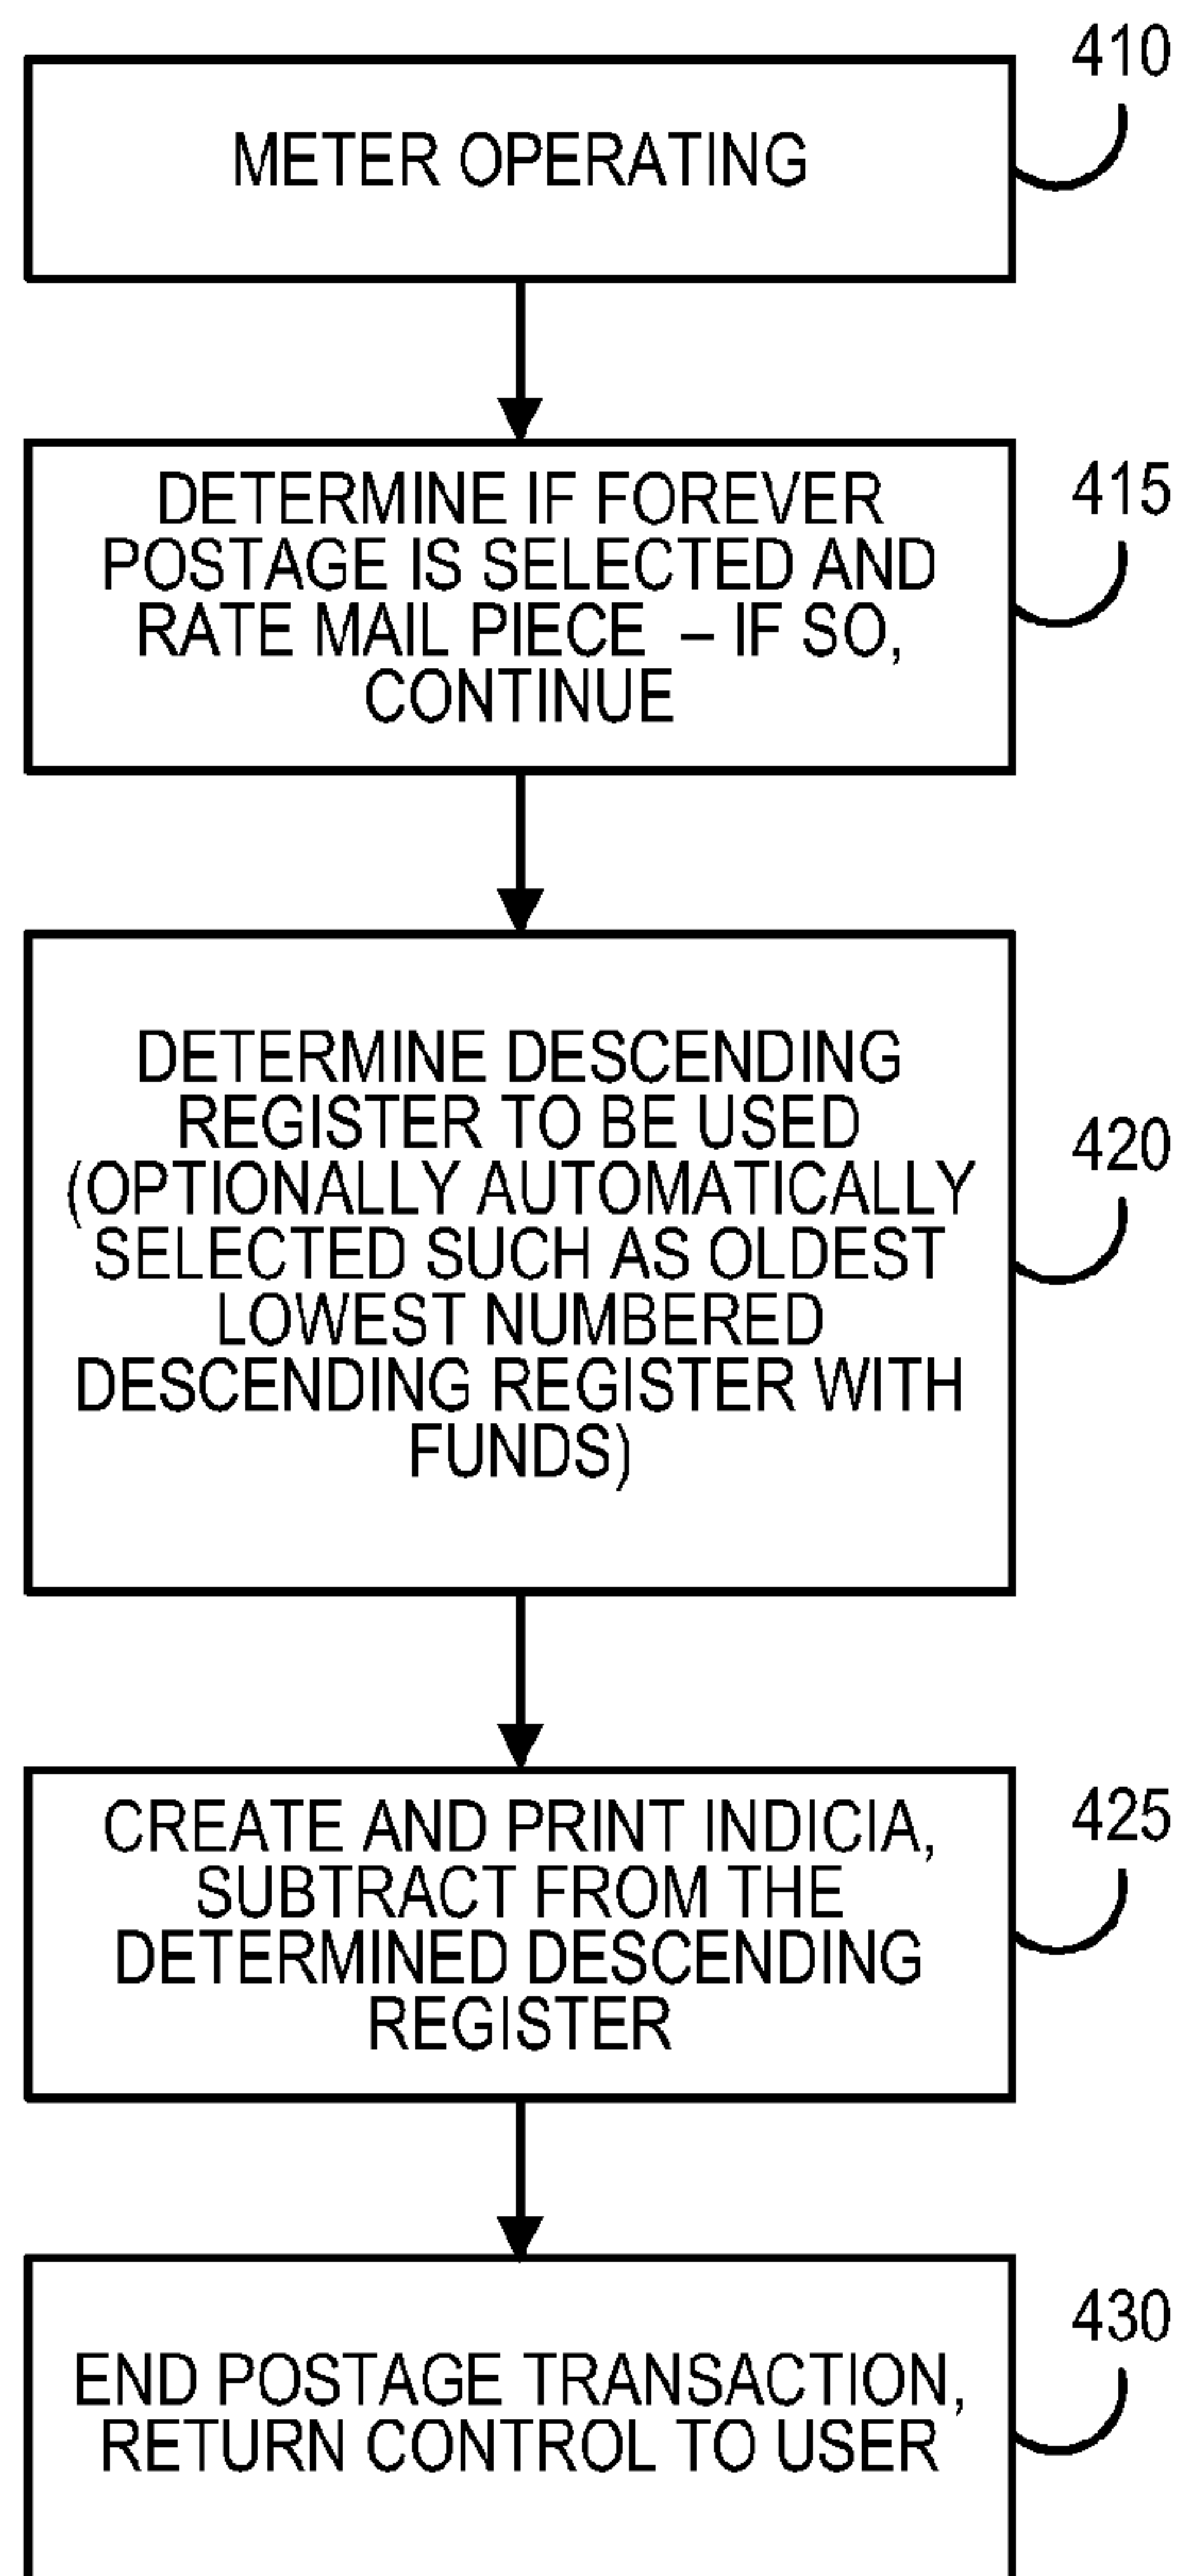 410
METER OPERATING
415
DETERMINE IF FOREVER
POSTAGE IS SELECTED AND
RATE MAIL PIECE – IF SO,
CONTINUE
420
DETERMINE DESCENDING
REGISTER TO BE USED
(OPTIONALLY AUTOMATICALLY
SELECTED SUCH AS OLDEST
LOWEST NUMBERED
DESCENDING REGISTER WITH
FUNDS)
425
CREATE AND PRINT INDICIA,
SUBTRACT FROM THE
DETERMINED DESCENDING
REGISTER
430
END POSTAGE TRANSACTION,
RETURN CONTROL TO USER